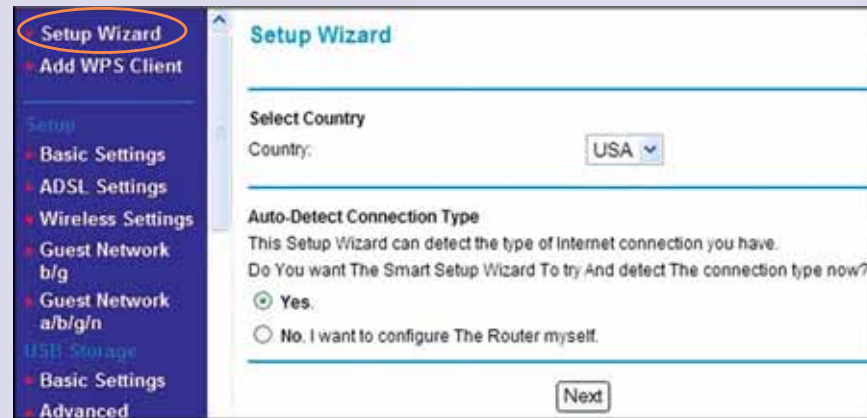 Setup Wizard
Add WPS Client
Setup
Basic Settings
ADSL Settings
Wireless Settings
Guest Network
b/g
Guest Network
a/b/g/n
USB Storage
Basic Settings
Advanced
Setup Wizard
Select Country
Country:
USA
Auto-Detect Connection Type
This Setup Wizard can detect the type of Internet connection you have.
Do You want The Smart Setup Wizard To try And detect The connection type now?
Yes.
No. I want to configure The Router myself.
Next